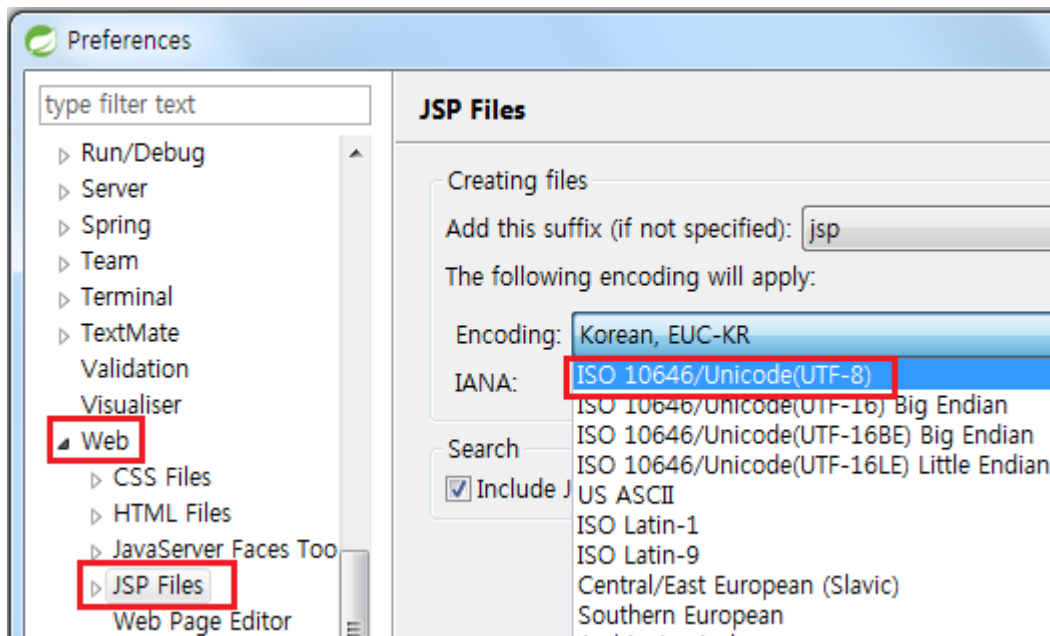 Preferences
type filter text
Run/Debug
Server
Spring
Team
Terminal
TextMate
Validation
Visualiser
Web
CSS Files
HTML Files
JavaServer Faces Too
JSP Files
Web Page Editor
JSP Files
Creating files
Add this suffix (if not specified): jsp
The following encoding will apply:
Encoding: Korean, EUC-KR
IANA:
ISO 10646/Unicode(UTF-8)
ISO 10646/Unicode(UTF-16) Big Endian
ISO 10646/Unicode(UTF-16BE) Big Endian
ISO 10646/Unicode(UTF-16LE) Little Endian
US ASCII
ISO Latin-1
ISO Latin-9
Central/East European (Slavic)
Southern European
Search
Include J